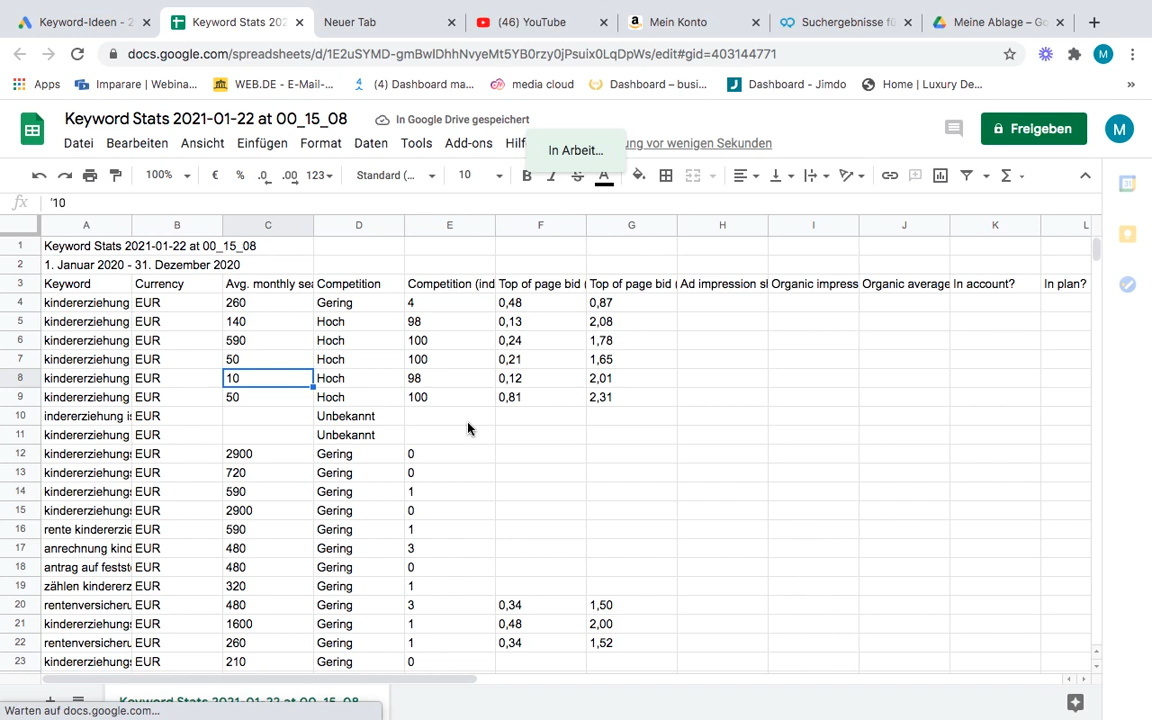 Keyword-Ideen - 2
Keyword Stats 202
Neuer Tab
(46) YouTube
Mein Konto
Suchergebnisse fü
Meine Ablage – Go
docs.google.com/spreadsheets/d/1E2uSYMD-gmBwIDhhNvyeMt5YB0rzy0jPsuix0LqDpWs/edit#gid=403144771
M
Apps
Imparare | Webina...
WEB.DE - E-Mail-...
(4) Dashboard ma...
media cloud
Dashboard – busi...
Dashboard - Jimdo
Home | Luxury De...
»
Keyword Stats 2021-01-22 at 00_15_08
In Google Drive gespeichert
Freigeben
M
Datei Bearbeiten Ansicht Einfügen Format Daten Tools Add-ons Hilf
In Arbeit...
ung vor wenigen Sekunden
100% € % .0 .00 123 Standard (... 10 B I S A
fx '10
A B C D E F G H I J K L
1 Keyword Stats 2021-01-22 at 00_15_08
2 1. Januar 2020 - 31. Dezember 2020
3 Keyword Currency Avg. monthly sea Competition Competition (ind Top of page bid ( Top of page bid ( Ad impression sh Organic impress Organic average In account? In plan?
4 kindererziehung EUR 260 Gering 4 0,48 0,87
5 kindererziehung EUR 140 Hoch 98 0,13 2,08
6 kindererziehung EUR 590 Hoch 100 0,24 1,78
7 kindererziehung EUR 50 Hoch 100 0,21 1,65
8 kindererziehung EUR 10 Hoch 98 0,12 2,01
9 kindererziehung EUR 50 Hoch 100 0,81 2,31
10 indererziehung is EUR Unbekannt
11 kindererziehung EUR Unbekannt
12 kindererziehungs EUR 2900 Gering 0
13 kindererziehungs EUR 720 Gering 0
14 kindererziehungs EUR 590 Gering 1
15 kindererziehungs EUR 2900 Gering 0
16 rente kindererzie EUR 590 Gering 1
17 anrechnung kind EUR 480 Gering 3
18 antrag auf festste EUR 480 Gering 0
19 zählen kindererz EUR 320 Gering 1
20 rentenversicheru EUR 480 Gering 3 0,34 1,50
21 kindererziehungs EUR 1600 Gering 1 0,48 2,00
22 rentenversicheru EUR 260 Gering 1 0,34 1,52
23 kindererziehungs EUR 210 Gering 0
Keyword Stats 2021-01-22 at 00_15_08
Warten auf docs.google.com...